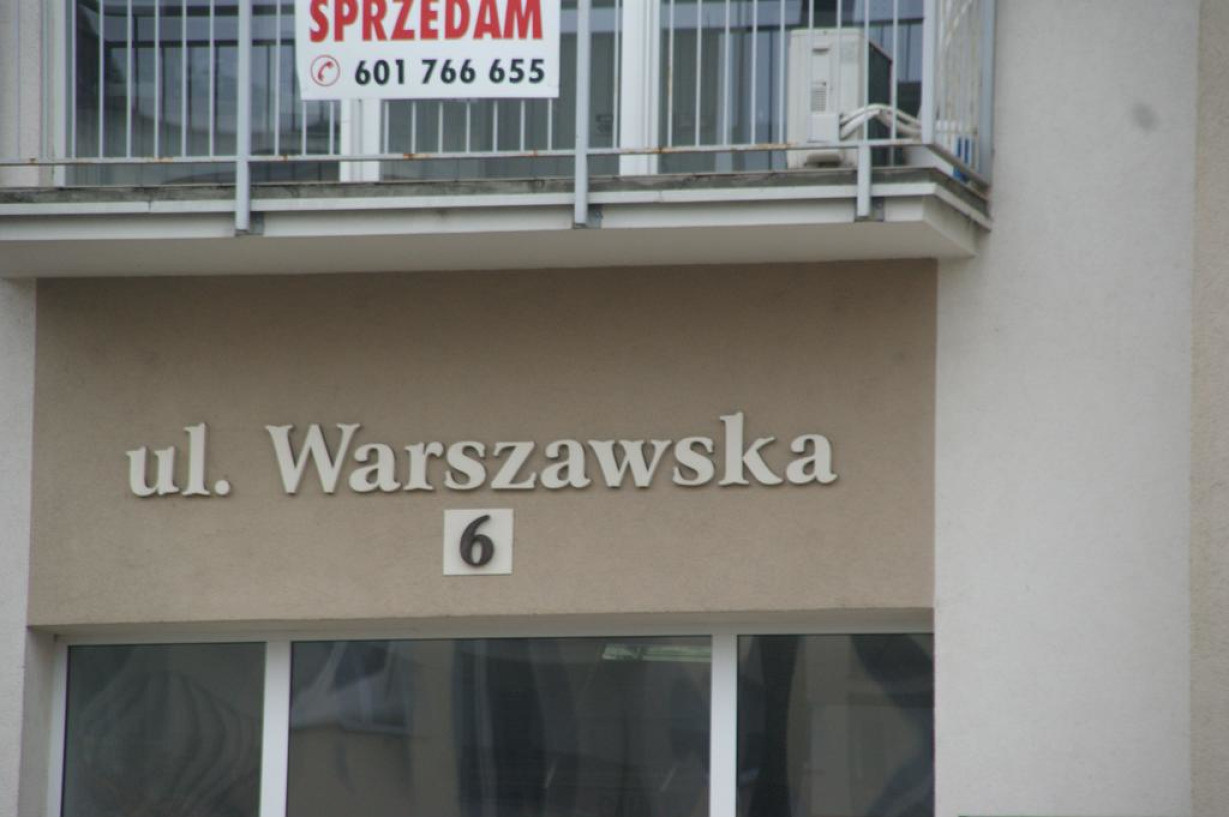 SPRZEDAM
601 766 655
ul. Warszawska
6